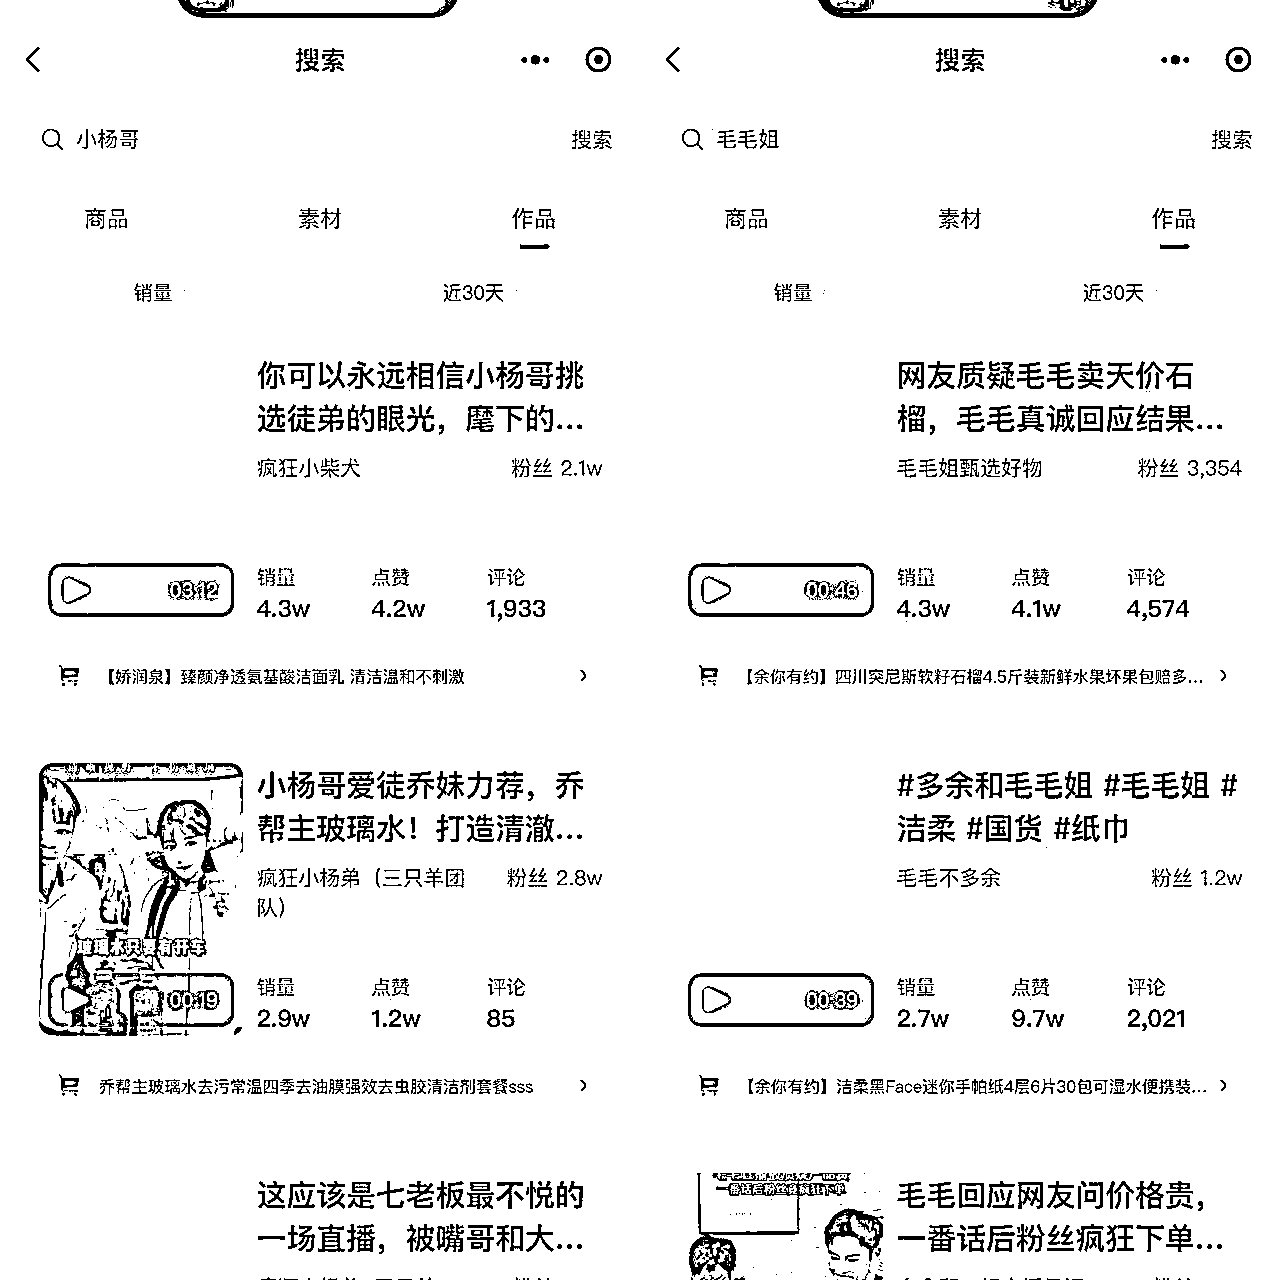 搜索
小杨哥
搜索
商品 素材 作品
销量 近30天
你可以永远相信小杨哥挑
选徒弟的眼光，麾下的...
疯狂小柴犬 粉丝 2.1w
03:12
销量 点赞 评论
4.3w 4.2w 1,933
【娇润泉】臻颜净透氨基酸洁面乳 清洁温和不刺激
小杨哥爱徒乔妹力荐，乔
帮主玻璃水！打造清澈...
疯狂小杨弟（三只羊团 粉丝 2.8w
队）
00:19
销量 点赞 评论
2.9w 1.2w 85
乔帮主玻璃水去污常温四季去油膜强效去虫胶清洁剂套餐sss
这应该是七老板最不悦的
一场直播，被嘴哥和大...
搜索
毛毛姐
搜索
商品 素材 作品
销量 近30天
网友质疑毛毛卖天价石
榴，毛毛真诚回应结果...
毛毛姐甄选好物 粉丝 3,354
00:46
销量 点赞 评论
4.3w 4.1w 4,574
【余你有约】四川突尼斯软籽石榴4.5斤装新鲜水果坏果包赔多...
#多余和毛毛姐 #毛毛姐 #
洁柔 #国货 #纸巾
毛毛不多余 粉丝 1.2w
00:39
销量 点赞 评论
2.7w 9.7w 2,021
【余你有约】洁柔黑Face迷你手帕纸4层6片30包可湿水便携装...
一番话后粉丝疯狂下单
毛毛回应网友问价格贵，
一番话后粉丝疯狂下单...